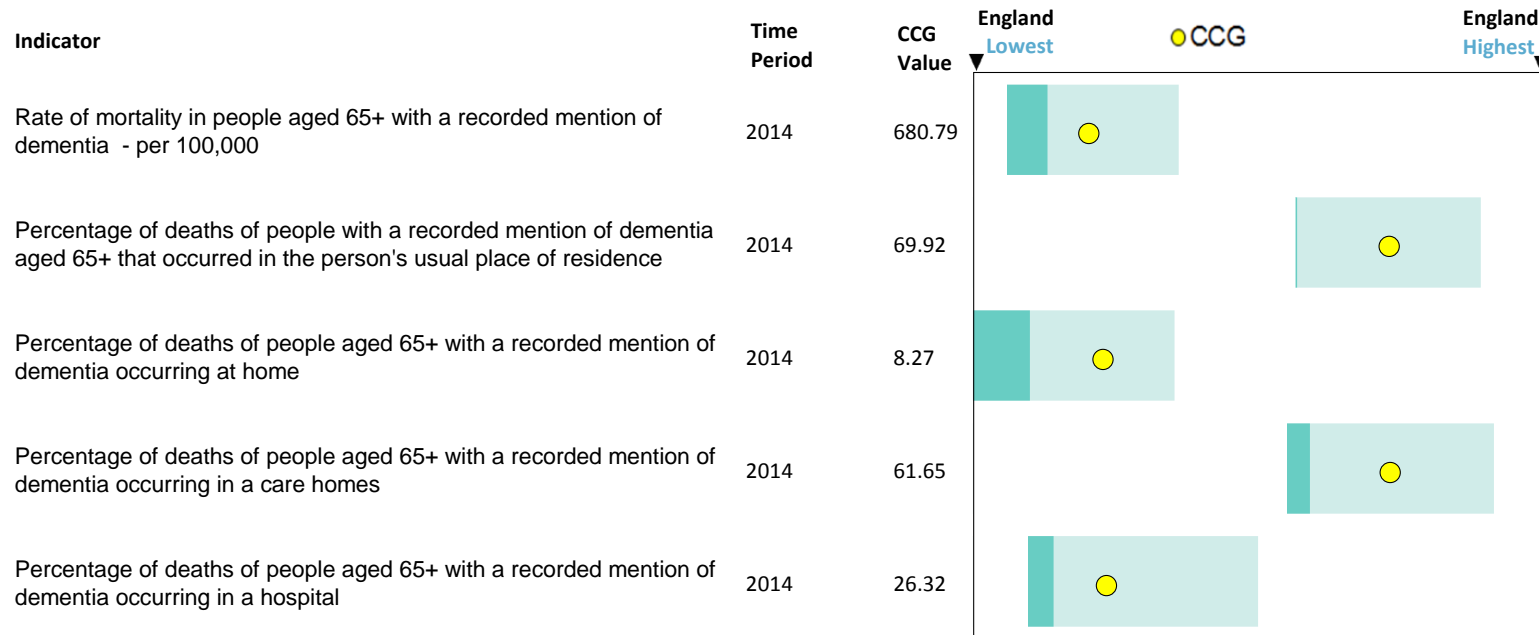 Indicator
Time
Period
CCG
Value
England
Lowest
CCG
England
Highest
Rate of mortality in people aged 65+ with a recorded mention of
dementia - per 100,000
2014
680.79
Percentage of deaths of people with a recorded mention of dementia
aged 65+ that occurred in the person's usual place of residence
2014
69.92
Percentage of deaths of people aged 65+ with a recorded mention of
dementia occurring at home
2014
8.27
Percentage of deaths of people aged 65+ with a recorded mention of
dementia occurring in a care homes
2014
61.65
Percentage of deaths of people aged 65+ with a recorded mention of
dementia occurring in a hospital
2014
26.32